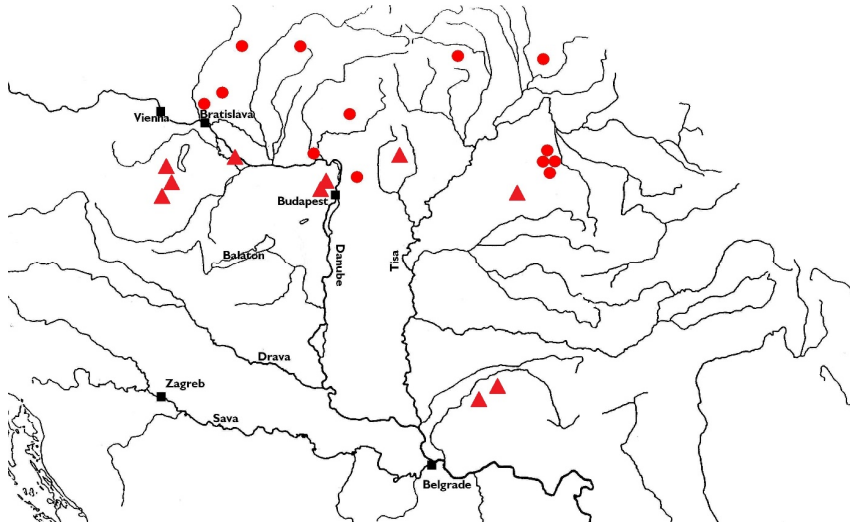 Vienna
Bratislava
Budapest
Balaton
Danube
Tisa
Drava
Zagreb
Sava
Belgrade